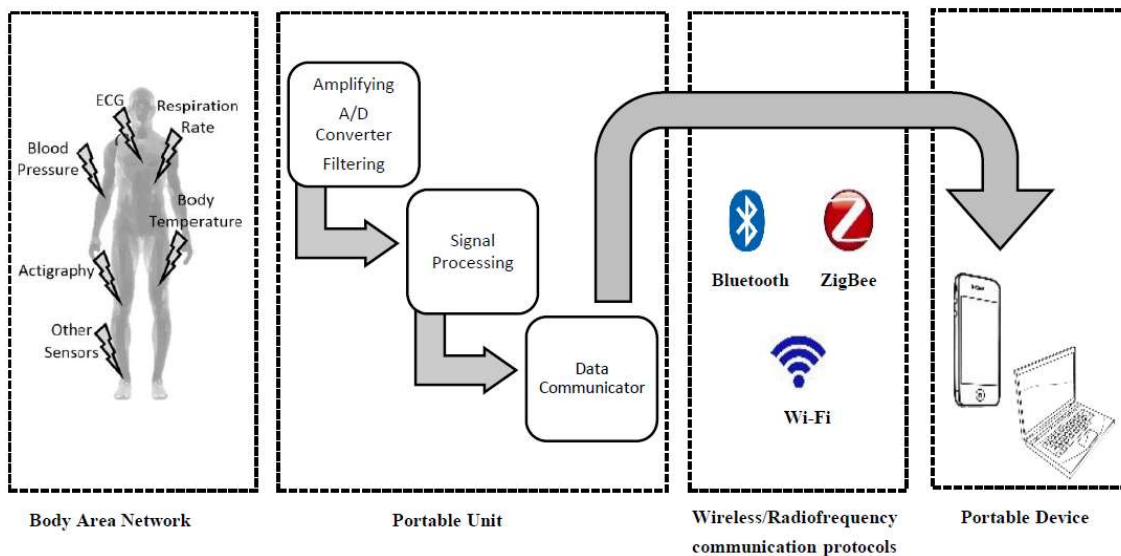 ECG
Respiration
Rate
Blood
Pressure
Body
Temperature
Actigraphy
Other
Sensors
Body Area Network
Amplifying
A/D
Converter
Filtering
Signal
Processing
Data
Communicator
Portable Unit
Bluetooth
ZigBee
Wi-Fi
Wireless/Radiofrequency
communication protocols
Portable Device